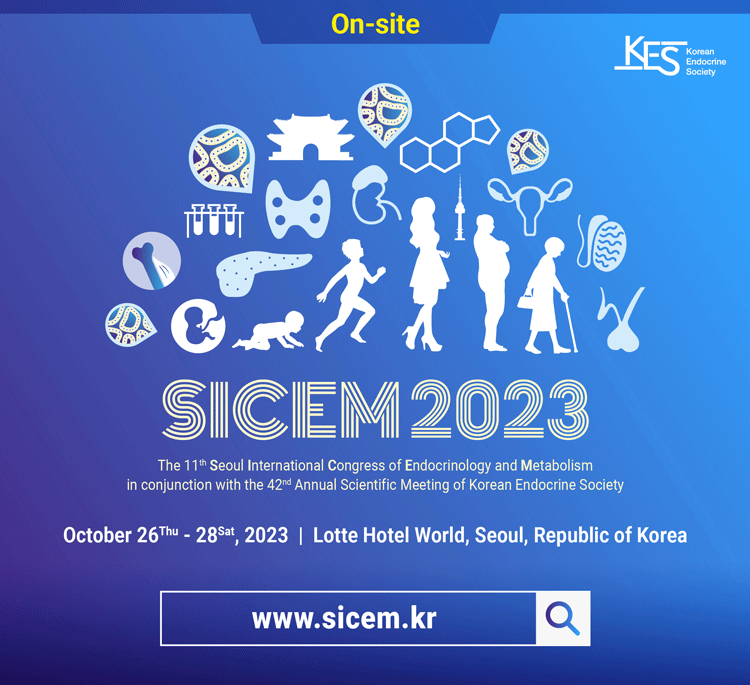 On-site
KES
Korean
Endocrine
Society
SICEM 2023
The 11th Seoul International Congress of Endocrinology and Metabolism
in conjunction with the 42nd Annual Scientific Meeting of Korean Endocrine Society
October 26Thu - 28Sat, 2023 | Lotte Hotel World, Seoul, Republic of Korea
www.sicem.kr